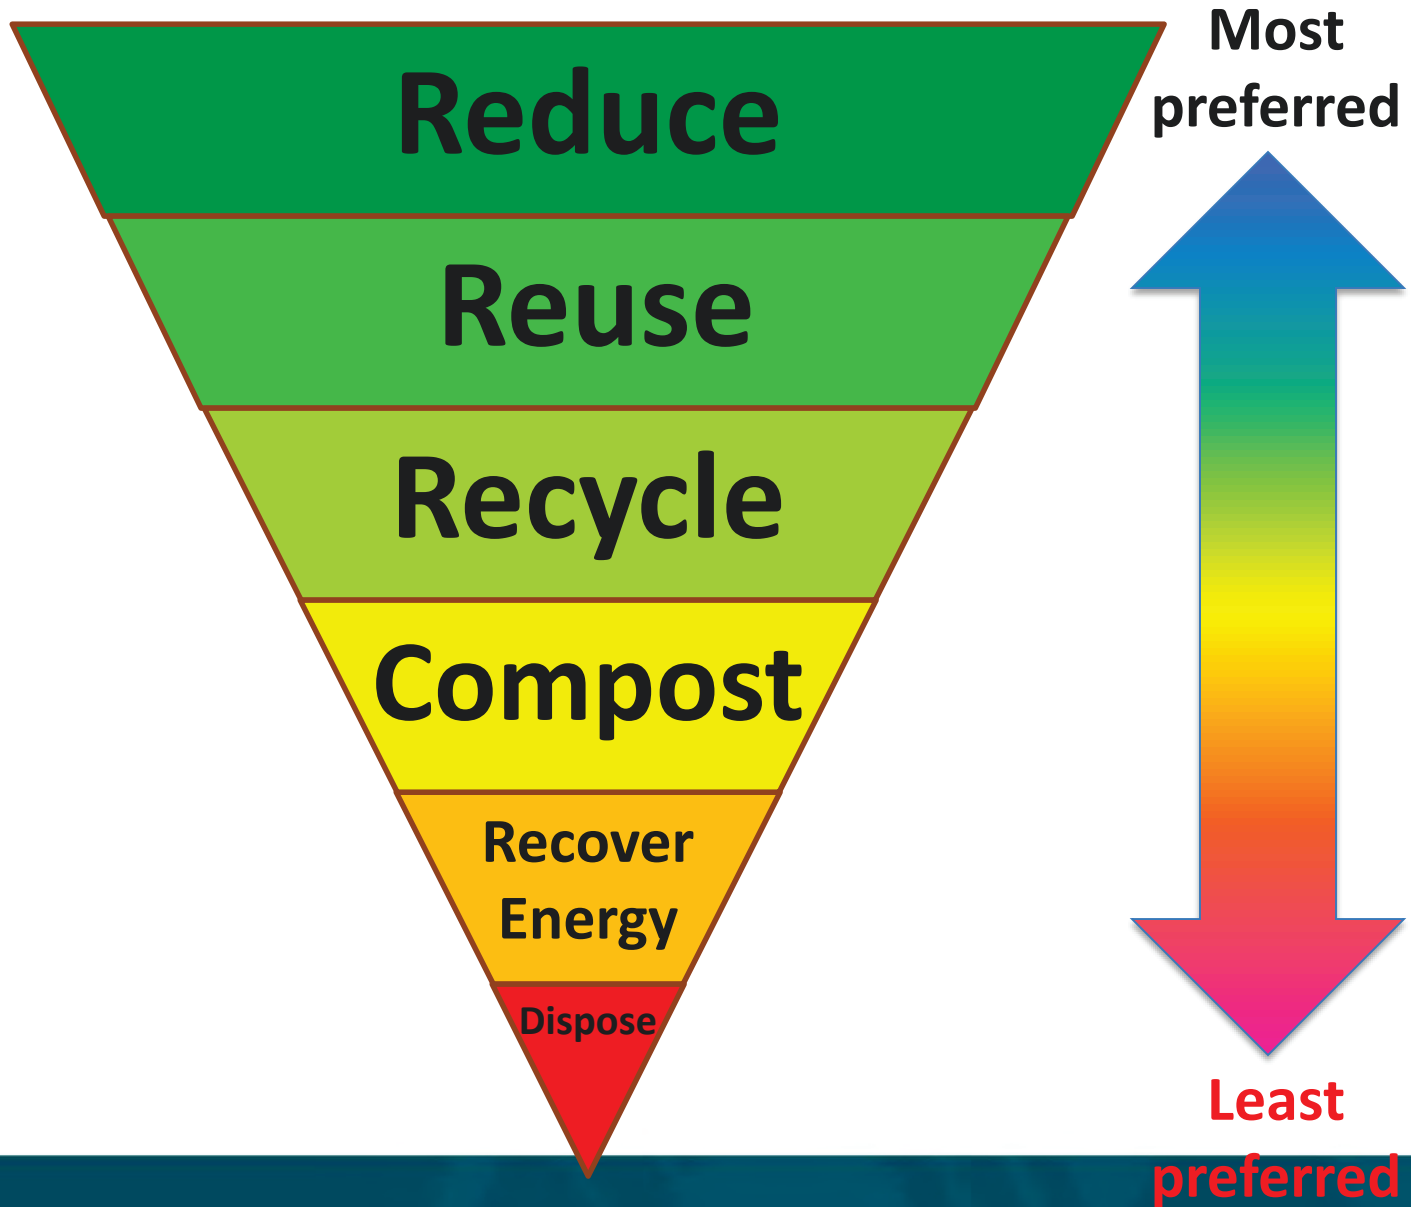 Most
preferred
Reduce
Reuse
Recycle
Compost
Recover
Energy
Dispose
Least
preferred